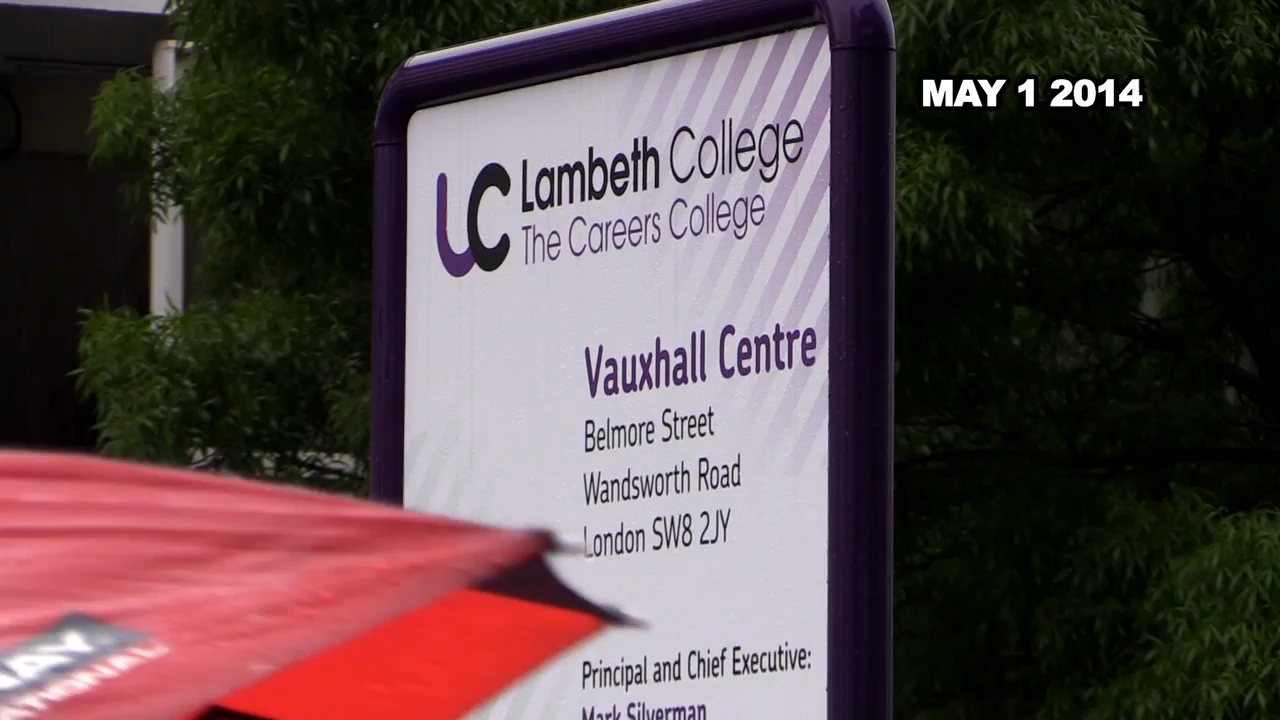 MAY 1 2014
LC Lambeth College
The Careers College
Vauxhall Centre
Belmore Street
Wandsworth Road
London SW8 2JY
Principal and Chief Executive:
Mark Silverman